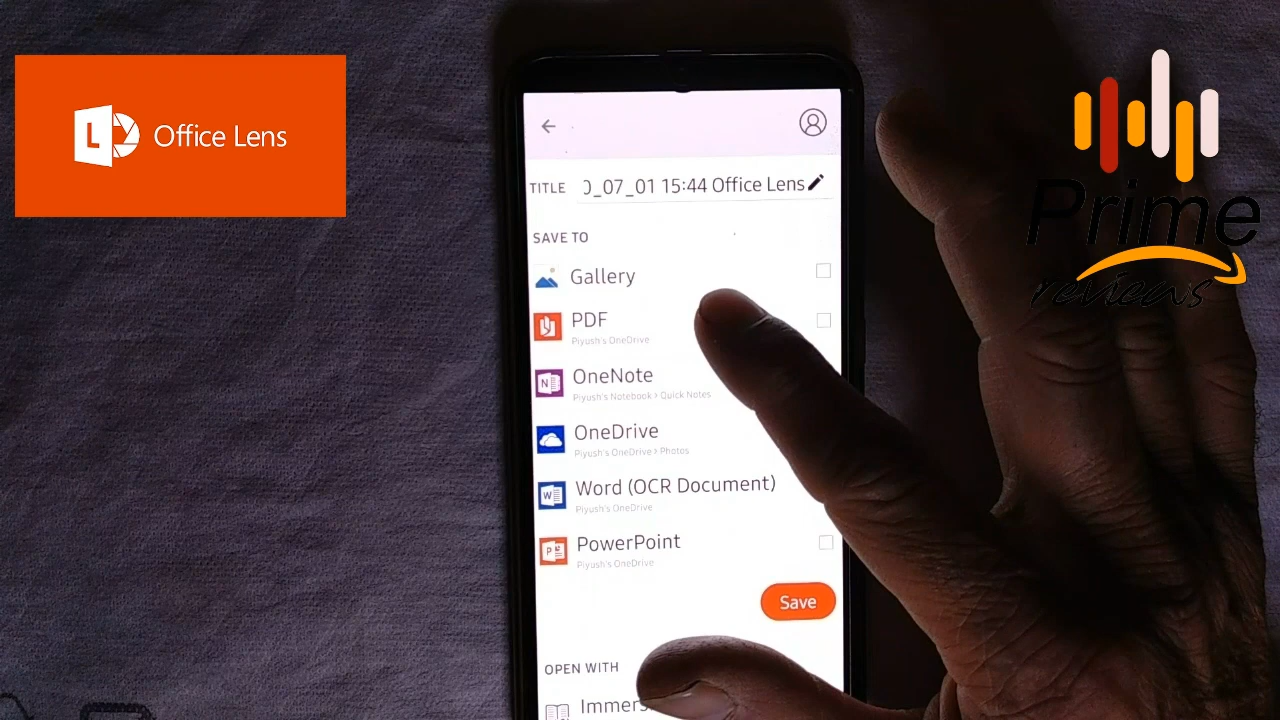 Office Lens
Prime
reviews
TITLE 0_07_01 15:44 Office Lens
SAVE TO
Gallery
PDF
Piyush's OneDrive
OneNote
Piyush's Notebook > Quick Notes
OneDrive
Piyush's OneDrive > Photos
Word (OCR Document)
Piyush's OneDrive
PowerPoint
Piyush's OneDrive
Save
OPEN WITH
Immers